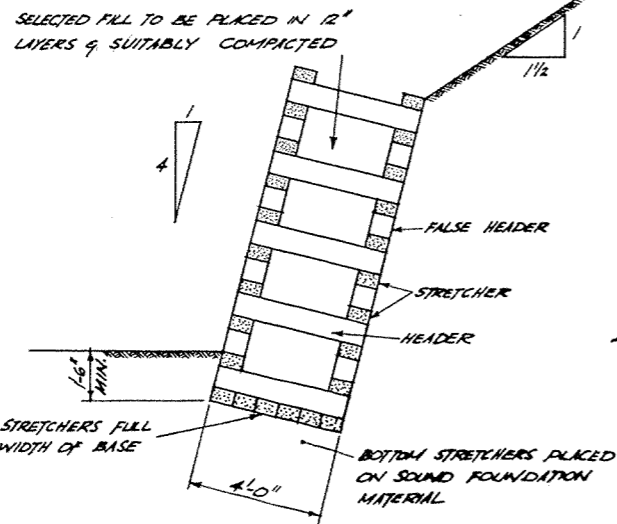 SELECTED FILL TO BE PLACED IN 12"
LAYERS & SUITABLY COMPACTED
1
1½
1
4
FALSE HEADER
STRETCHER
HEADER
1'-6"
MIN.
STRETCHERS FULL
WIDTH OF BASE
BOTTOM STRETCHERS PLACED
ON SOUND FOUNDATION
MATERIAL
4'-0"